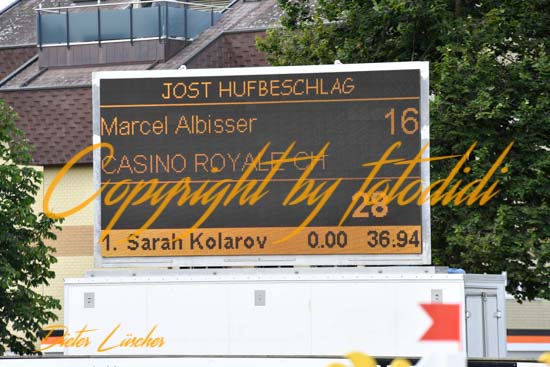 JOST HUFBESCHLAG
Marcel Albisser 16
CASINO ROYALE CH
Copyright by fotodidi
28
1. Sarah Kolarov 0.00 36.94
Dieter Lüscher